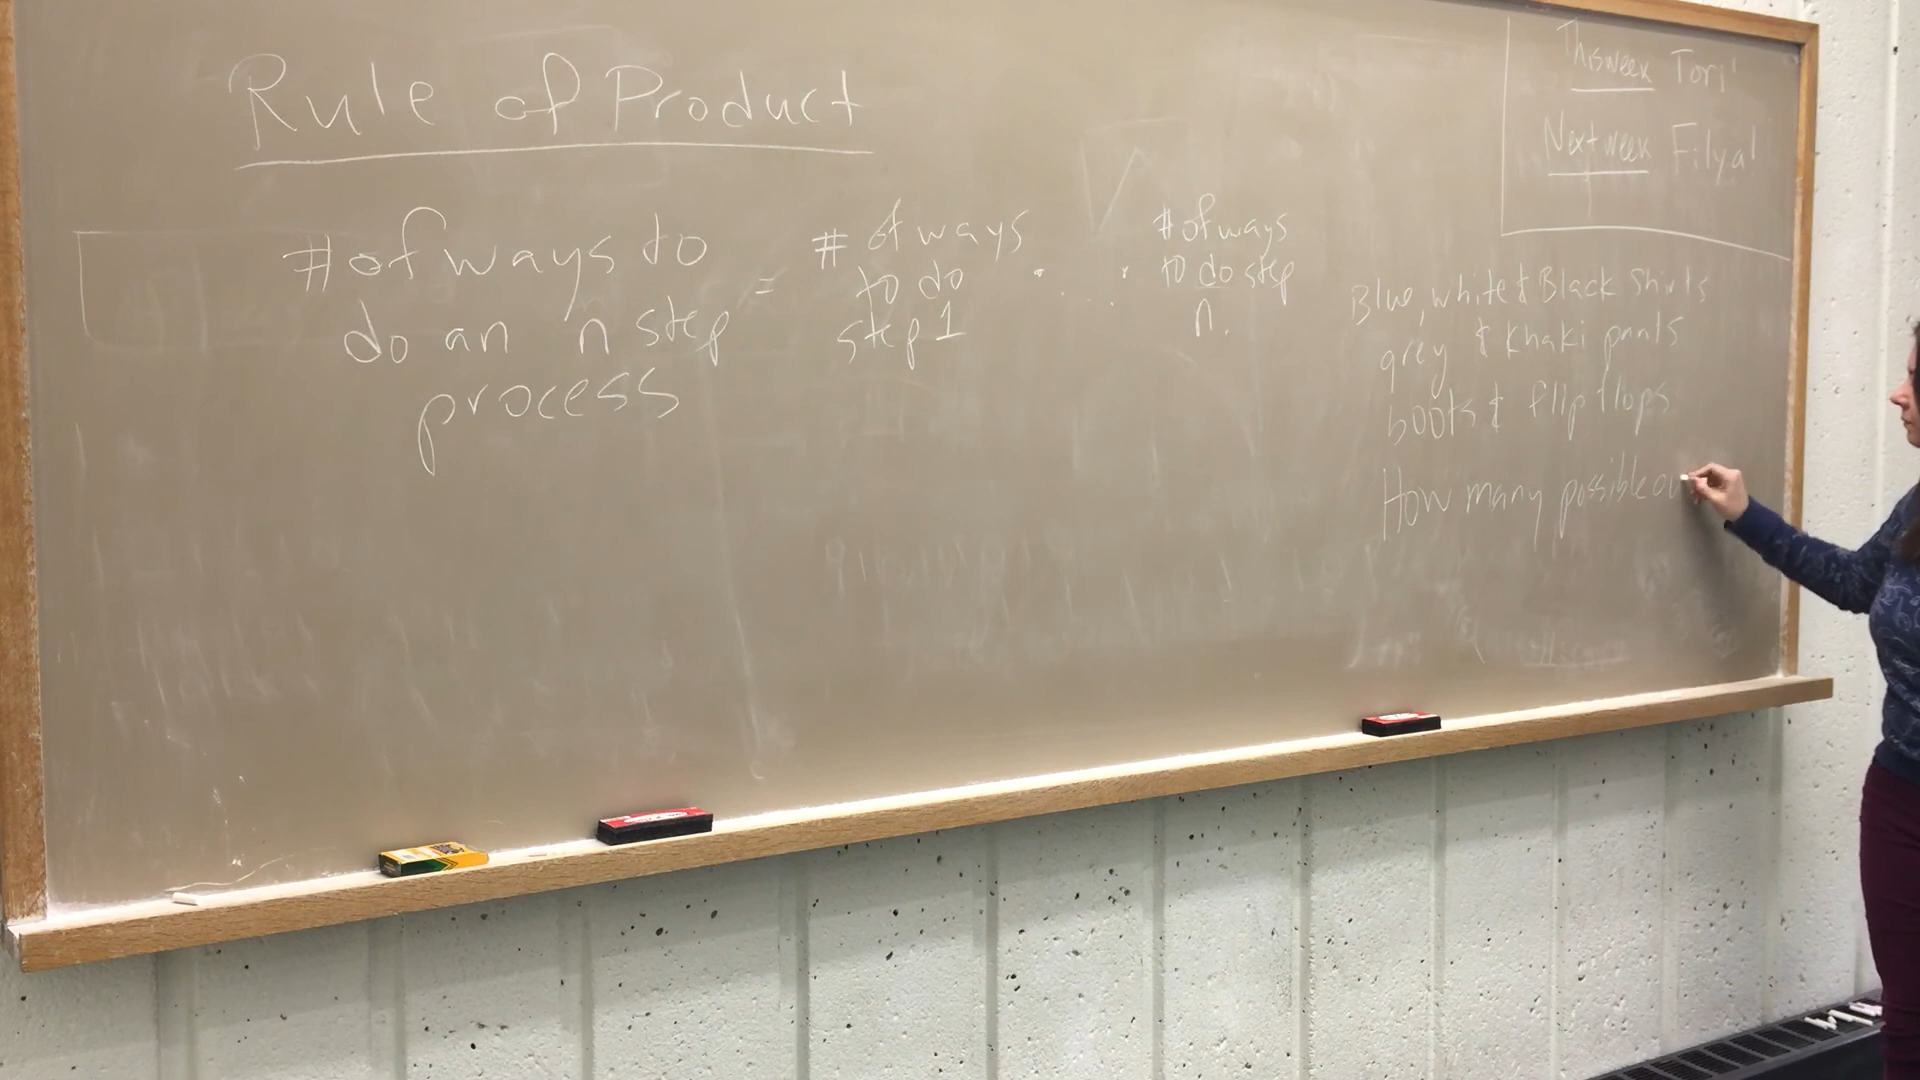 Rule of Product
# of ways to
do an n step
process
=
# of ways
to do
step 1
· . . . ·
# of ways
to do step
n.
This week Tori!
Next week Filya!
Blue, white & Black Shirts
grey & khaki pants
boots & flip flops
How many possible ou